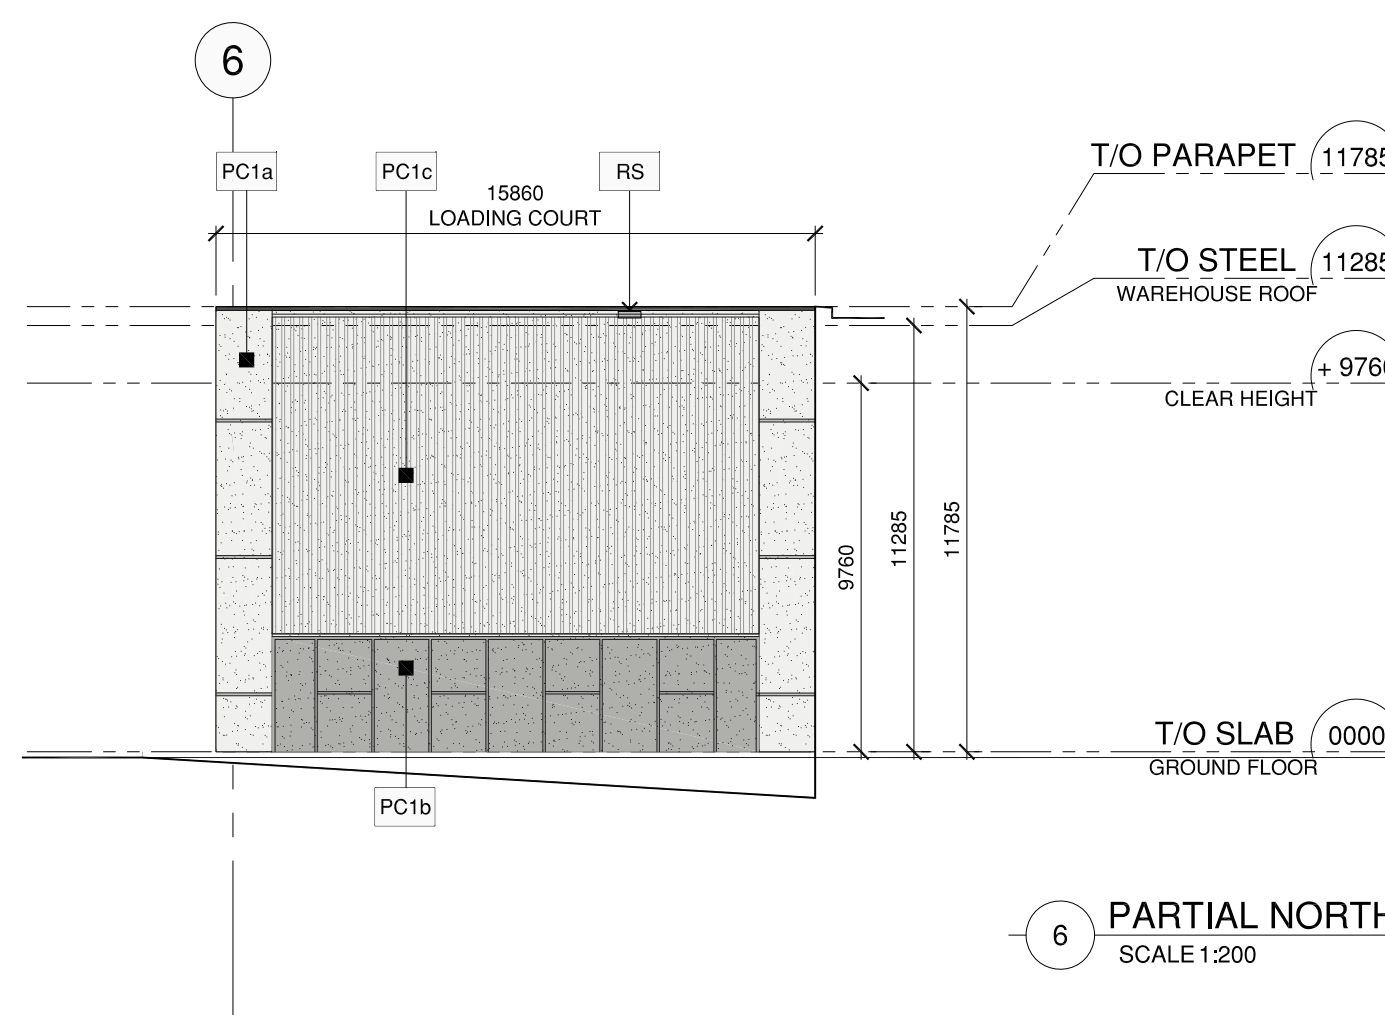 6
PC1a
PC1c
RS
15860
LOADING COURT
T/O PARAPET 11785
T/O STEEL 11285
WAREHOUSE ROOF
+ 9760
CLEAR HEIGHT
9760
11285
11785
T/O SLAB 0000
GROUND FLOOR
PC1b
6 PARTIAL NORTH
SCALE 1:200